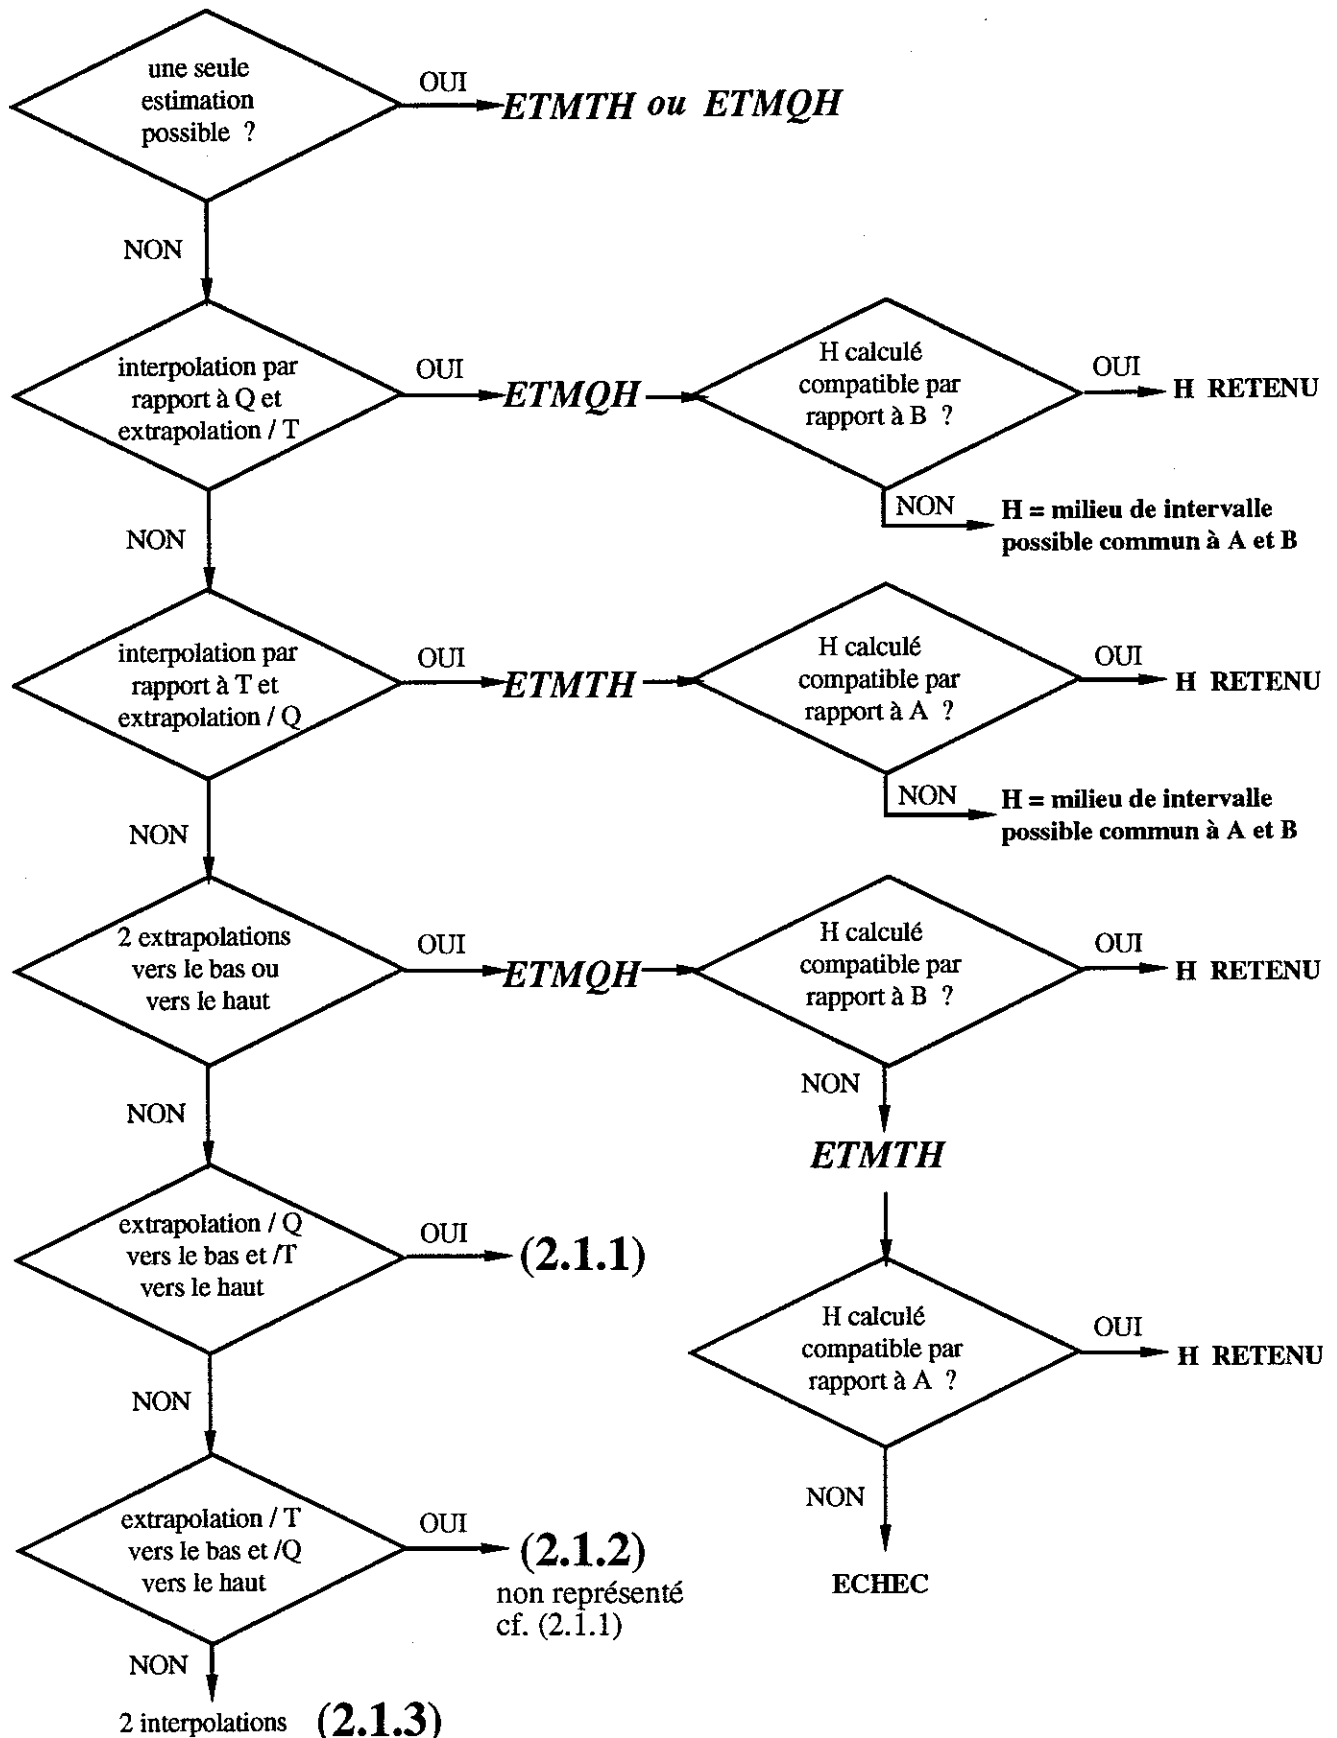 une seule
estimation
possible ?
OUI
ETMTH ou ETMQH
NON
interpolation par
rapport à Q et
extrapolation / T
OUI
ETMQH
H calculé
compatible par
rapport à B ?
OUI
H RETENU
NON
H = milieu de intervalle
possible commun à A et B
NON
interpolation par
rapport à T et
extrapolation / Q
OUI
ETMTH
H calculé
compatible par
rapport à A ?
OUI
H RETENU
NON
H = milieu de intervalle
possible commun à A et B
NON
2 extrapolations
vers le bas ou
vers le haut
OUI
ETMQH
H calculé
compatible par
rapport à B ?
OUI
H RETENU
NON
ETMTH
H calculé
compatible par
rapport à A ?
OUI
H RETENU
NON
ECHEC
NON
extrapolation / Q
vers le bas et /T
vers le haut
OUI
(2.1.1)
NON
extrapolation / T
vers le bas et /Q
vers le haut
OUI
(2.1.2)
non représenté
cf. (2.1.1)
NON
2 interpolations (2.1.3)